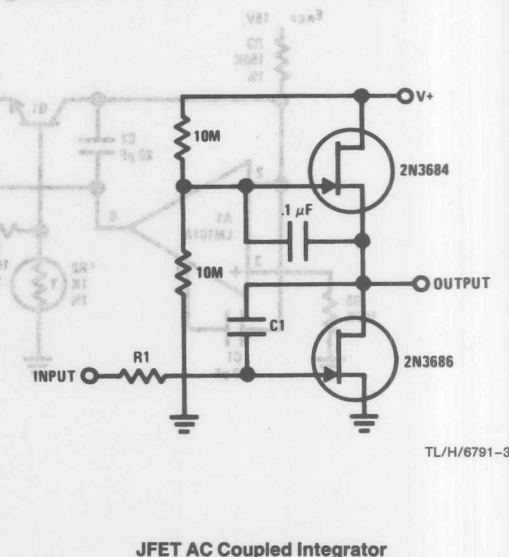 V+
10M
2N3684
.1 µF
10M
OUTPUT
C1
R1
2N3686
INPUT
TL/H/6791–3
JFET AC Coupled Integrator